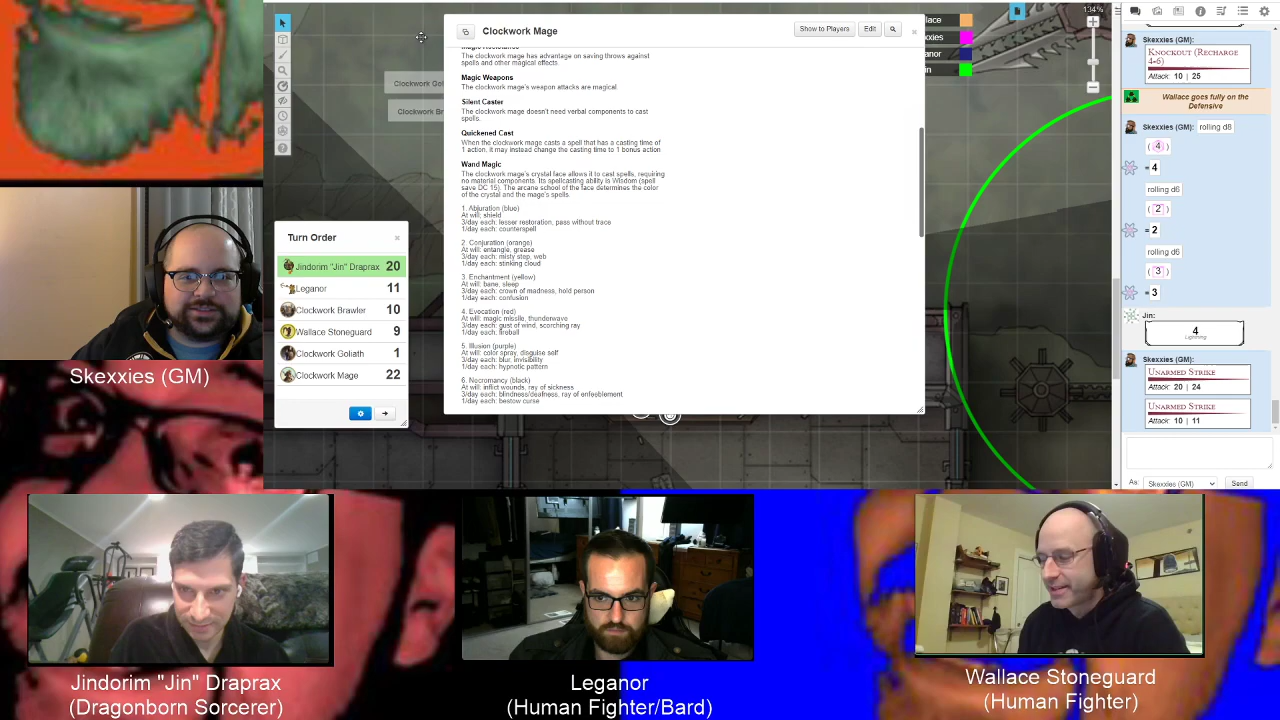 Clockwork Mage
Show to Players
Edit
134%
Clockwork Gol
Clockwork Br
lace
xxies
anor
in
Magic Resistance
The clockwork mage has advantage on saving throws against
spells and other magical effects.
Magic Weapons
The clockwork mage's weapon attacks are magical.
Silent Caster
The clockwork mage doesn't need verbal components to cast
spells.
Quickened Cast
When the clockwork mage casts a spell that has a casting time of
1 action, it may instead change the casting time to 1 bonus action
Wand Magic
The clockwork mage's crystal face allows it to cast spells, requiring
no material components. Its spellcasting ability is Wisdom (spell
save DC 15). The arcane school of the face determines the color
of the crystal and the mage's spells.
1. Abjuration (blue)
At will: shield
3/day each: lesser restoration, pass without trace
1/day each: counterspell
2. Conjuration (orange)
At will: entangle, grease
3/day each: misty step, web
1/day each: stinking cloud
3. Enchantment (yellow)
At will: bane, sleep
3/day each: crown of madness, hold person
1/day each: confusion
4. Evocation (red)
At will: magic missile, thunderwave
3/day each: gust of wind, scorching ray
1/day each: fireball
5. Illusion (purple)
At will: color spray, disguise self
3/day each: blur, invisibility
1/day each: hypnotic pattern
6. Necromancy (black)
At will: inflict wounds, ray of sickness
3/day each: blindness/deafness, ray of enfeeblement
1/day each: bestow curse
Turn Order
Jindorim "Jin" Draprax 20
Leganor 11
Clockwork Brawler 10
Wallace Stoneguard 9
Clockwork Goliath 1
Clockwork Mage 22
Skexxies (GM):
Knockout (Recharge
4-6)
Attack: 10 | 25
Wallace goes fully on the
Defensive
Skexxies (GM): rolling d8
(4)
= 4
rolling d6
(2)
= 2
rolling d6
(3)
= 3
Jin:
4
Lightning
Skexxies (GM):
Unarmed Strike
Attack: 20 | 24
Unarmed Strike
Attack: 10 | 11
As: Skexxies (GM) Send
Skexxies (GM)
Jindorim "Jin" Draprax
(Dragonborn Sorcerer)
Leganor
(Human Fighter/Bard)
Wallace Stoneguard
(Human Fighter)